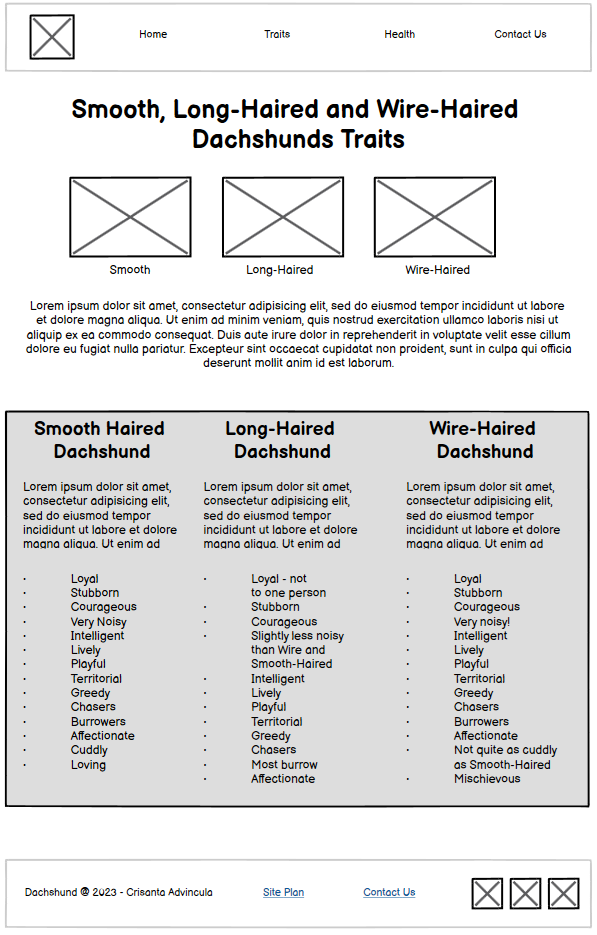 Home Traits Health Contact Us
Smooth, Long-Haired and Wire-Haired
Dachshunds Traits
Smooth Long-Haired Wire-Haired
Lorem ipsum dolor sit amet, consectetur adipisicing elit, sed do eiusmod tempor incididunt ut labore
et dolore magna aliqua. Ut enim ad minim veniam, quis nostrud exercitation ullamco laboris nisi ut
aliquip ex ea commodo consequat. Duis aute irure dolor in reprehenderit in voluptate velit esse cillum
dolore eu fugiat nulla pariatur. Excepteur sint occaecat cupidatat non proident, sunt in culpa qui officia
deserunt mollit anim id est laborum.
Smooth Haired
Dachshund
Lorem ipsum dolor sit amet,
consectetur adipisicing elit,
sed do eiusmod tempor
incididunt ut labore et dolore
magna aliqua. Ut enim ad
· Loyal
· Stubborn
· Courageous
· Very Noisy
· Intelligent
· Lively
· Playful
· Territorial
· Greedy
· Chasers
· Burrowers
· Affectionate
· Cuddly
· Loving
Long-Haired
Dachshund
Lorem ipsum dolor sit amet,
consectetur adipisicing elit,
sed do eiusmod tempor
incididunt ut labore et dolore
magna aliqua. Ut enim ad
· Loyal - not
to one person
· Stubborn
· Courageous
· Slightly less noisy
than Wire and
Smooth-Haired
· Intelligent
· Lively
· Playful
· Territorial
· Greedy
· Chasers
· Most burrow
· Affectionate
Wire-Haired
Dachshund
Lorem ipsum dolor sit amet,
consectetur adipisicing elit,
sed do eiusmod tempor
incididunt ut labore et dolore
magna aliqua. Ut enim ad
· Loyal
· Stubborn
· Courageous
· Very noisy!
· Intelligent
· Lively
· Playful
· Territorial
· Greedy
· Chasers
· Burrowers
· Affectionate
· Not quite as cuddly
as Smooth-Haired
· Mischievous
Dachshund @ 2023 - Crisanta Advincula Site Plan Contact Us